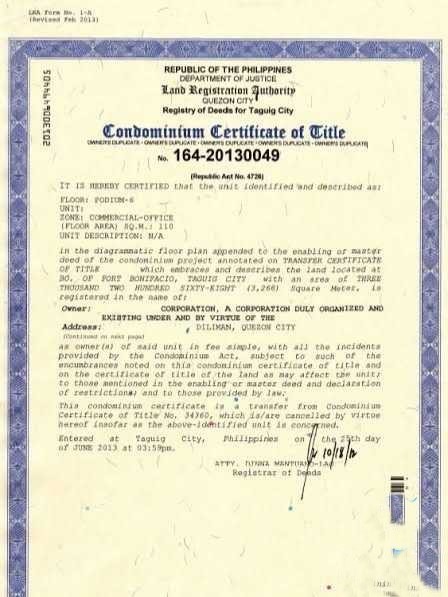 LRA Form No. 1-A
(Revised Feb 2013)
REPUBLIC OF THE PHILIPPINES
DEPARTMENT OF JUSTICE
Land Registration Authority
QUEZON CITY
Registry of Deeds for Taguig City
Condominium Certificate of Title
OWNER'S DUPLICATE - OWNER'S DUPLICATE - OWNER'S DUPLICATE - OWNER'S DUPLICATE - OWNER'S DUPLICATE
No. 164-20130049
(Republic Act No. 4726)
IT IS HEREBY CERTIFIED that the unit identified and described as:
FLOOR: PODIUM-6
UNIT:
ZONE: COMMERCIAL-OFFICE
(FLOOR AREA) SQ.M.: 110
UNIT DESCRIPTION: N/A
in the diagrammatic floor plan appended to the enabling or master
deed of the condominium project annotated on TRANSFER CERTIFICATE
OF TITLE which embraces and describes the land located at
BO. OF FORT BONIFACIO, TAGUIG CITY with an area of THREE
THOUSAND TWO HUNDRED SIXTY-EIGHT (3,268) Square Meter, is
registered in the name of:
Owner: CORPORATION, A CORPORATION DULY ORGANIZED AND
EXISTING UNDER AND BY VIRTUE OF THE
Address: DILIMAN, QUEZON CITY
(Continued on next page)
as owner(s) of said unit in fee simple, with all the incidents
provided by the Condominium Act, subject to such of the
encumbrances noted on this condominium certificate of title and
on the certificate of title of the land as may affect the unit;
to those mentioned in the enabling or master deed and declaration
of restrictions; and to those provided by law.
This condominium certificate is a transfer from Condominium
Certificate of Title No. 34360, which is/are cancelled by virtue
hereof insofar as the above-identified unit is concerned.
Entered at Taguig City, Philippines on the 25th day
of JUNE 2013 at 03:59pm.
10/18/
ATTY.
Registrar of Deeds